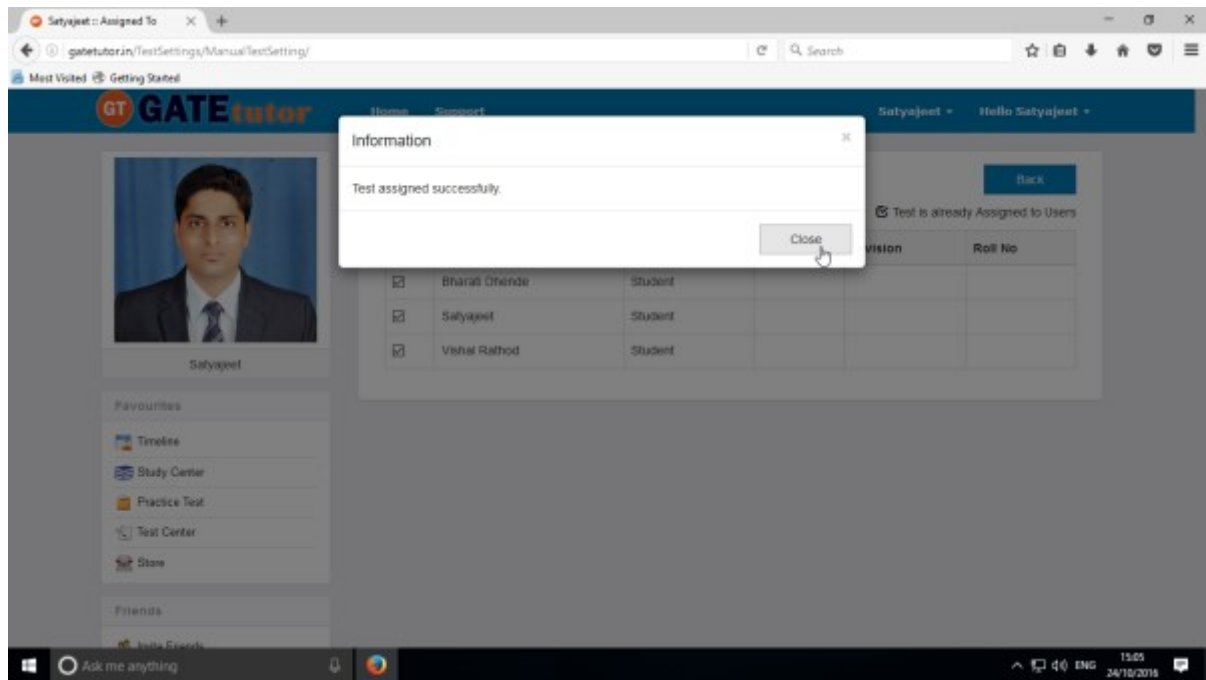 Satyajeet :: Assigned To
gatetutor.in/TestSettings/ManualTestSetting/
Search
Most Visited Getting Started
GT GATEtutor Home Support Satyajeet Hello Satyajeet
Information
Test assigned successfully.
Close
Back
Test is already Assigned to Users
vision Roll No
Bharati Dhende Student
Satyajeet Student
Vishal Rathod Student
Satyajeet
Favourites
Timeline
Study Center
Practice Test
Test Center
Store
Friends
Invite Friends
Ask me anything
ENG 15:05
24/10/2016